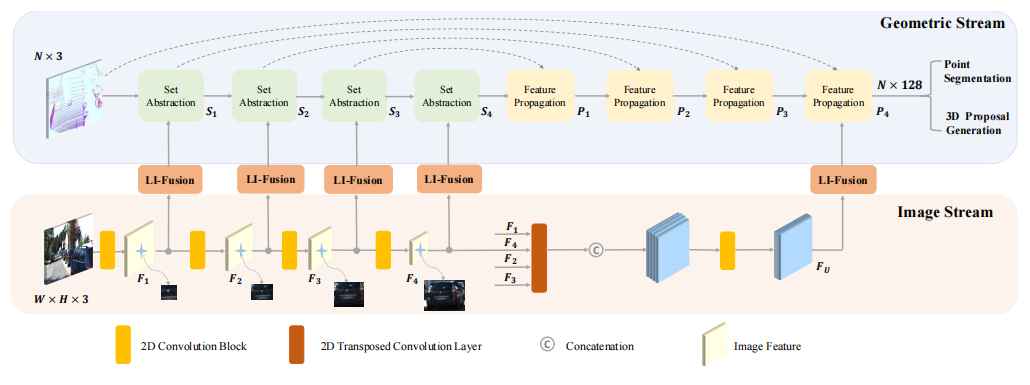 Geometric Stream
N × 3
Set
Abstraction
S1
Set
Abstraction
S2
Set
Abstraction
S3
Set
Abstraction
S4
Feature
Propagation
P1
Feature
Propagation
P2
Feature
Propagation
P3
Feature
Propagation
P4
N × 128
Point
Segmentation
3D Proposal
Generation
LI-Fusion
LI-Fusion
LI-Fusion
LI-Fusion
LI-Fusion
Image Stream
F1
F2
F3
F4
F1
F4
F2
F3
C
FU
W × H × 3
2D Convolution Block
2D Transposed Convolution Layer
C
Concatenation
Image Feature